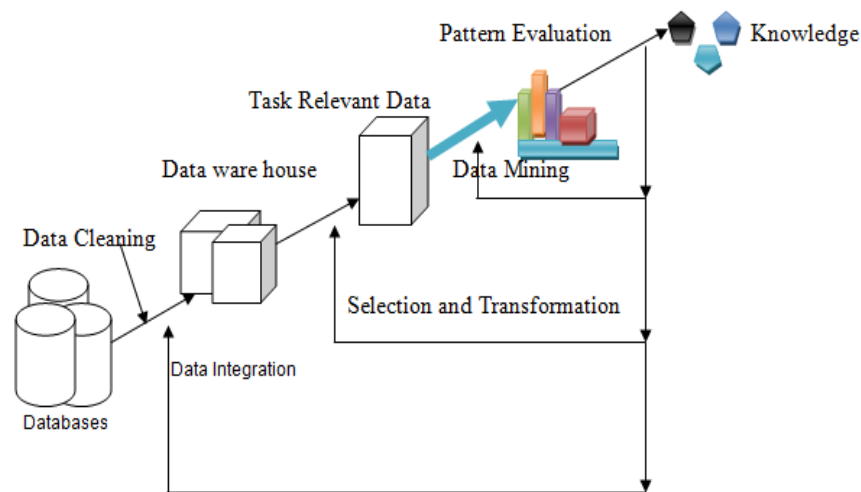 Pattern Evaluation
Knowledge
Task Relevant Data
Data ware house
Data Mining
Data Cleaning
Selection and Transformation
Data Integration
Databases